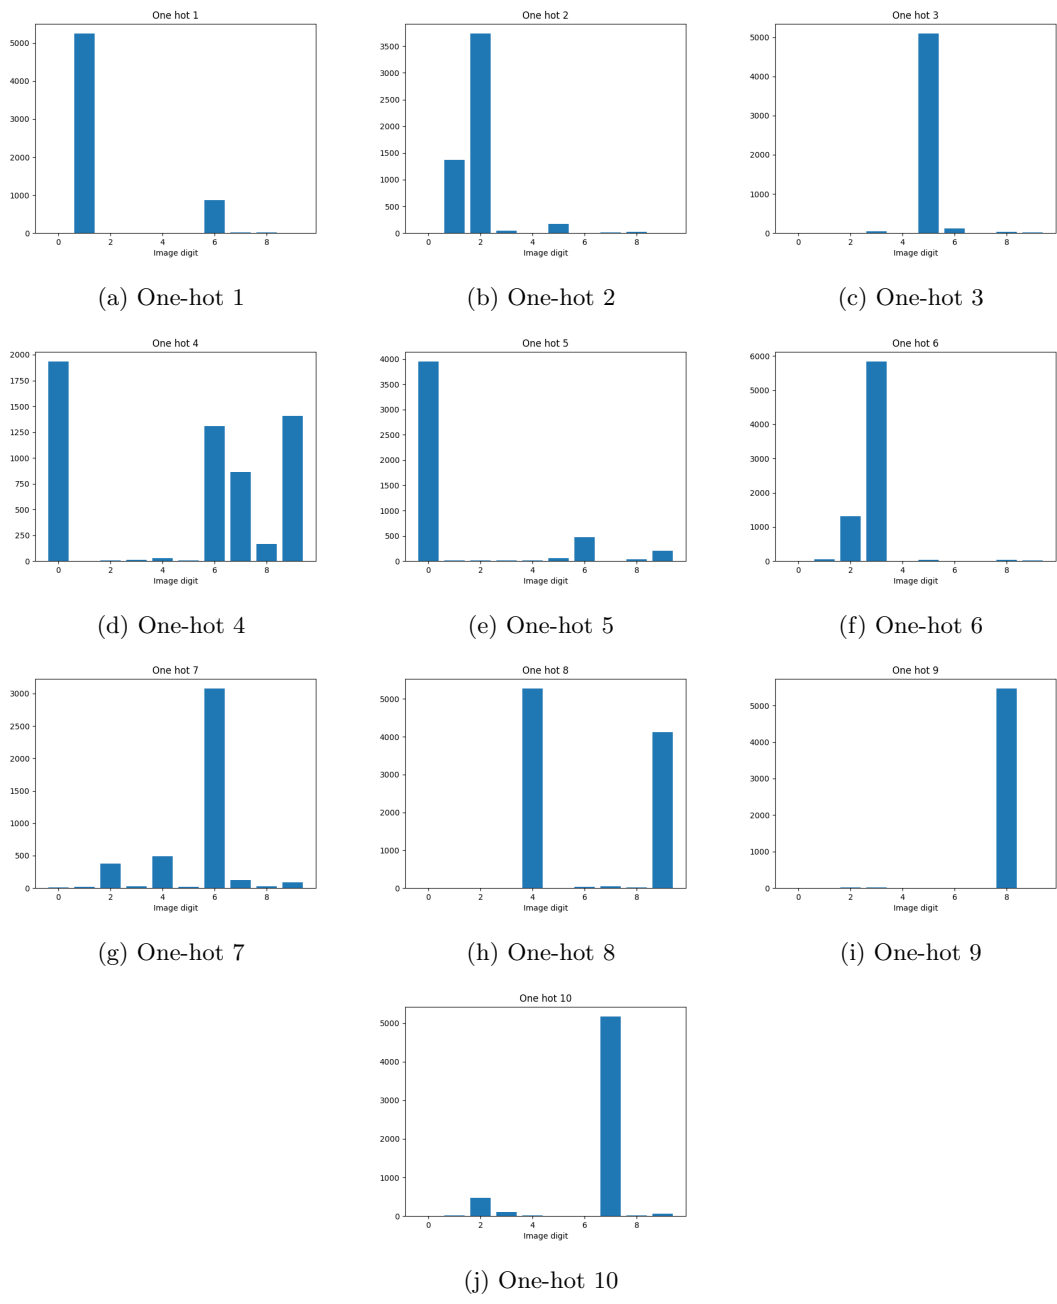 One hot 1
5000
4000
3000
2000
1000
0
0 2 4 6 8
Image digit
(a) One-hot 1
One hot 2
3500
3000
2500
2000
1500
1000
500
0
0 2 4 6 8
Image digit
(b) One-hot 2
One hot 3
5000
4000
3000
2000
1000
0
0 2 4 6 8
Image digit
(c) One-hot 3
One hot 4
2000
1750
1500
1250
1000
750
500
250
0
0 2 4 6 8
Image digit
(d) One-hot 4
One hot 5
4000
3500
3000
2500
2000
1500
1000
500
0
0 2 4 6 8
Image digit
(e) One-hot 5
One hot 6
6000
5000
4000
3000
2000
1000
0
0 2 4 6 8
Image digit
(f) One-hot 6
One hot 7
3000
2500
2000
1500
1000
500
0
0 2 4 6 8
Image digit
(g) One-hot 7
One hot 8
5000
4000
3000
2000
1000
0
0 2 4 6 8
Image digit
(h) One-hot 8
One hot 9
5000
4000
3000
2000
1000
0
0 2 4 6 8
Image digit
(i) One-hot 9
One hot 10
5000
4000
3000
2000
1000
0
0 2 4 6 8
Image digit
(j) One-hot 10